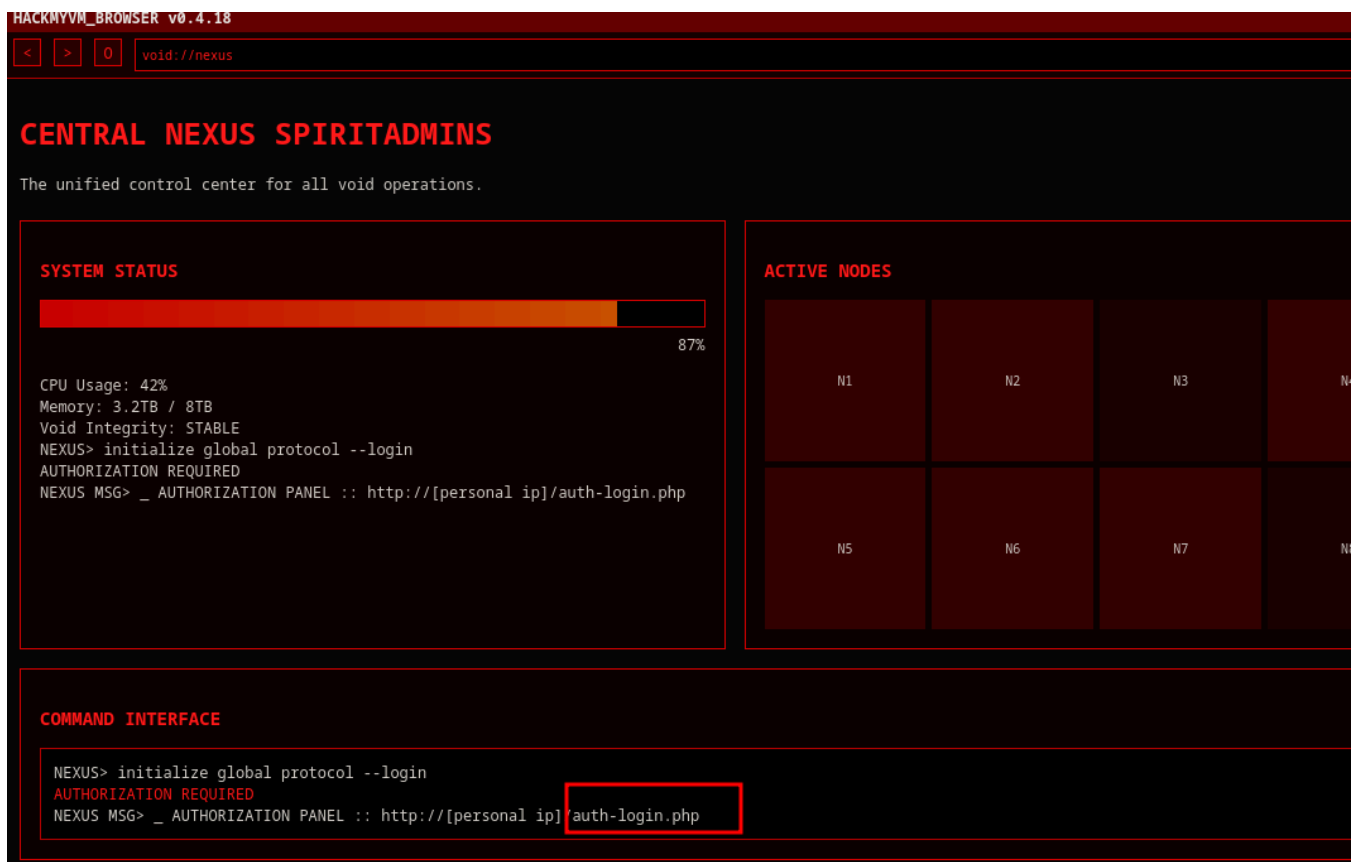 HACKMYVM_BROWSER v0.4.18
< > O void://nexus
CENTRAL NEXUS SPIRITADMINS
The unified control center for all void operations.
SYSTEM STATUS
87%
CPU Usage: 42%
Memory: 3.2TB / 8TB
Void Integrity: STABLE
NEXUS> initialize global protocol --login
AUTHORIZATION REQUIRED
NEXUS MSG> _ AUTHORIZATION PANEL :: http://[personal ip]/auth-login.php
ACTIVE NODES
N1 N2 N3
N5 N6 N7
COMMAND INTERFACE
NEXUS> initialize global protocol --login
AUTHORIZATION REQUIRED
NEXUS MSG> _ AUTHORIZATION PANEL :: http://[personal ip]/auth-login.php